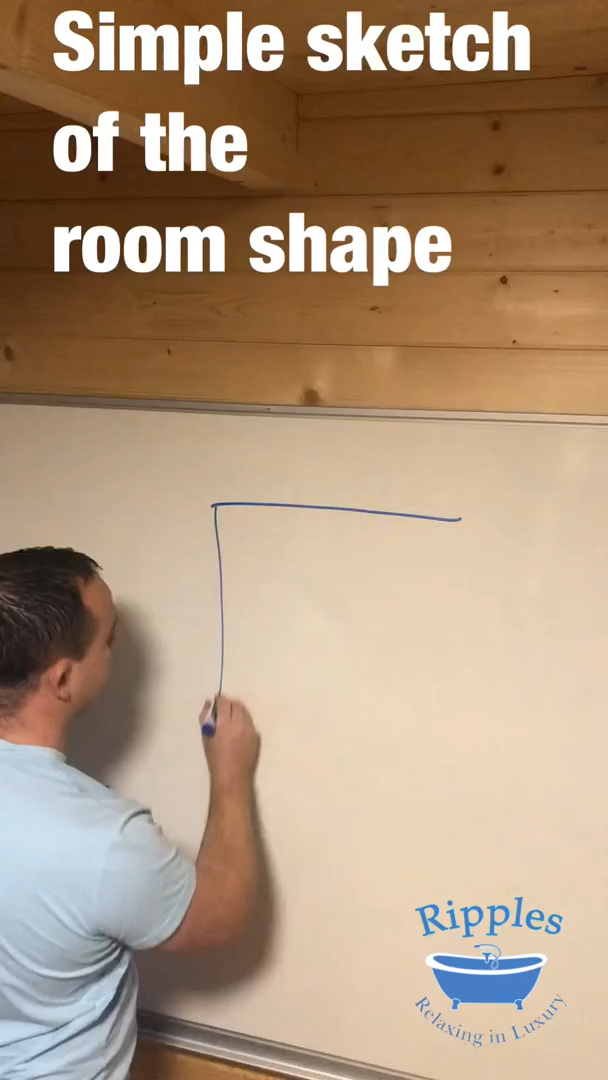 Simple sketch
of the
room shape
Ripples
Relaxing in Luxury